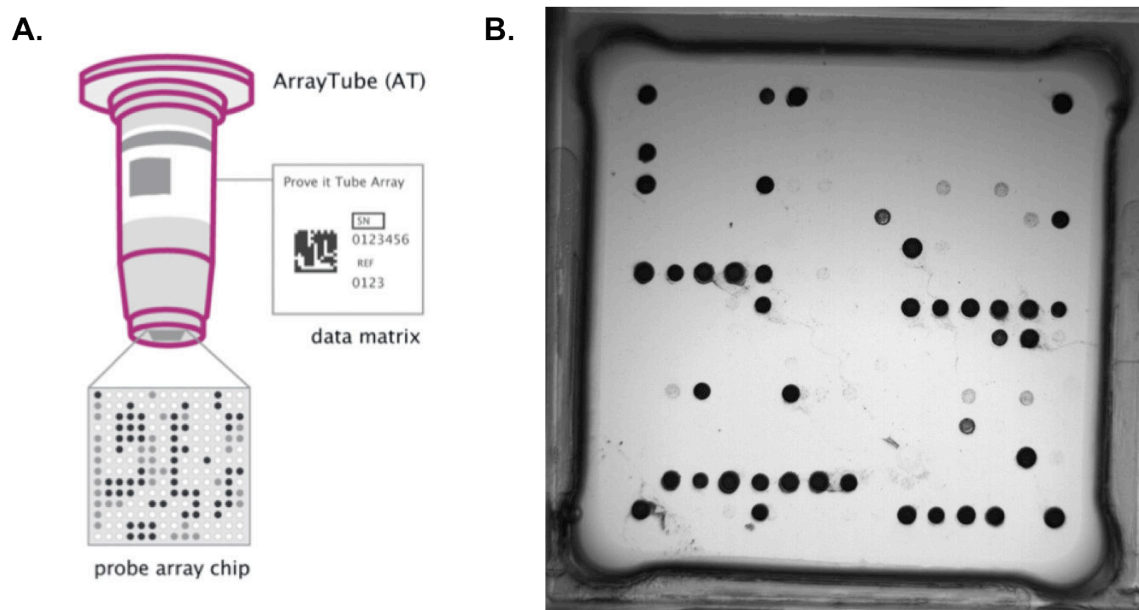 A.
B.
ArrayTube (AT)
Prove it Tube Array
SN
0123456
REF
0123
data matrix
probe array chip